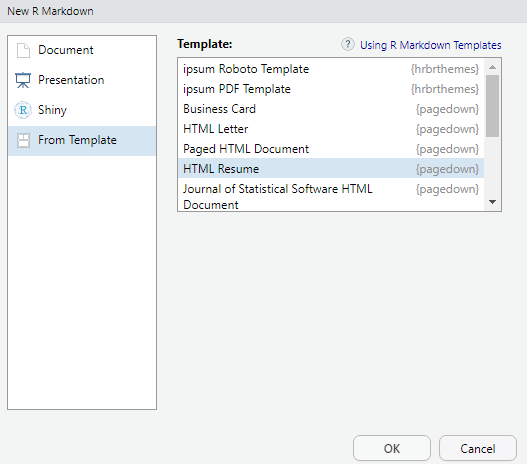 New R Markdown
Document
Presentation
R Shiny
From Template
Template:
? Using R Markdown Templates
ipsum Roboto Template {hrbrthemes}
ipsum PDF Template {hrbrthemes}
Business Card {pagedown}
HTML Letter {pagedown}
Paged HTML Document {pagedown}
HTML Resume {pagedown}
Journal of Statistical Software HTML {pagedown}
Document
OK Cancel